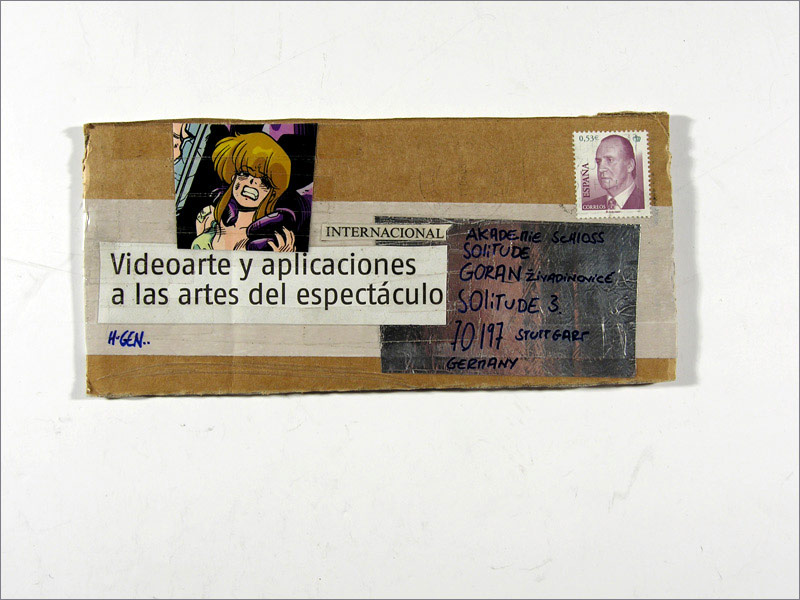 0,53€
ESPAÑA
CORREOS
INTERNACIONAL
Videoarte y aplicaciones
a las artes del espectáculo
H-GEN..
AKADEMIE SCHLOSS
SOLITUDE
GORAN ŽIVADINOVICÉ
SOLITUDE 3.
70197 STUTTGART
GERMANY